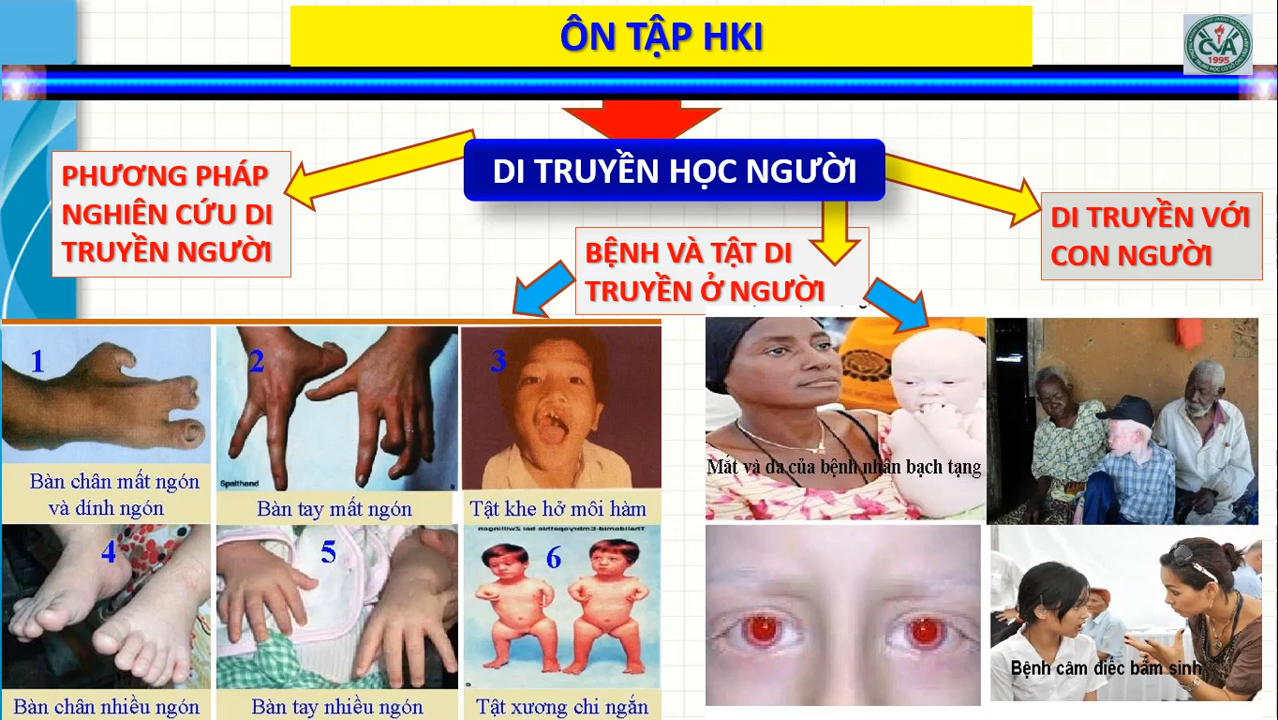 ÔN TẬP HKI
CVA
1995
DI TRUYỀN HỌC NGƯỜI
PHƯƠNG PHÁP
NGHIÊN CỨU DI
TRUYỀN NGƯỜI
BỆNH VÀ TẬT DI
TRUYỀN Ở NGƯỜI
DI TRUYỀN VỚI
CON NGƯỜI
1
2
3
Spalthand
Bàn chân mất ngón
và dính ngón
Bàn tay mất ngón
Tật khe hở môi hàm
4
5
6
Bàn chân nhiều ngón
Bàn tay nhiều ngón
Tật xương chi ngắn
Mắt và da của bệnh nhân bạch tạng
Bệnh câm điếc bẩm sinh